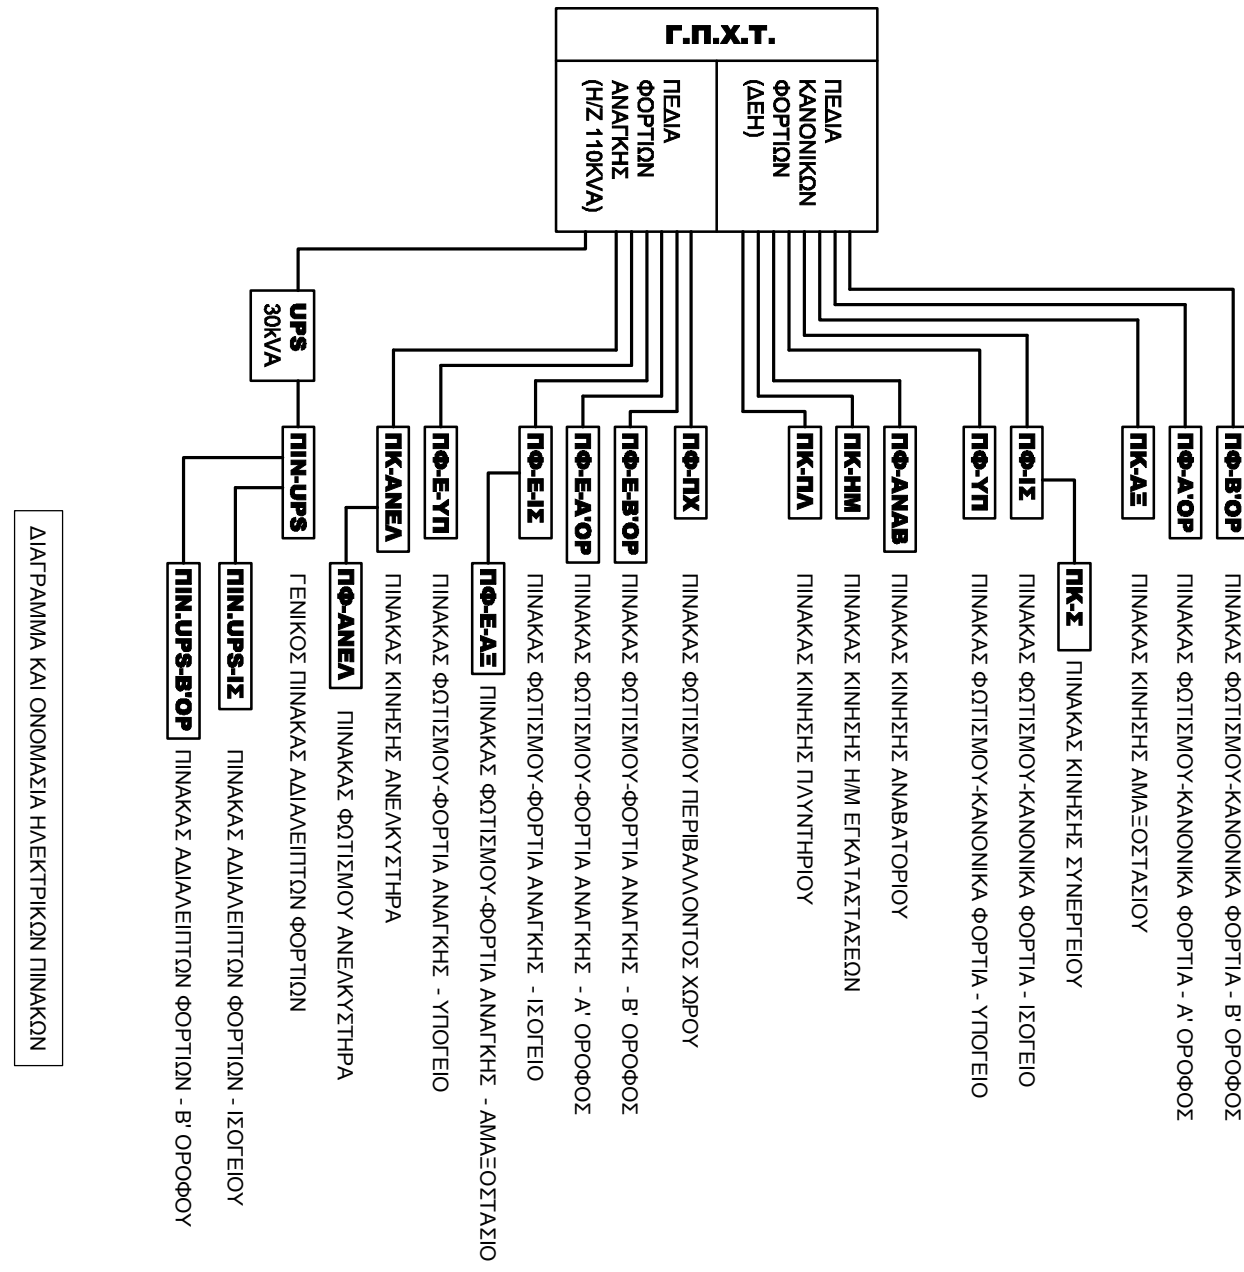 Γ.Π.Χ.Τ.
ΠΕΔΙΑ
ΚΑΝΟΝΙΚΩΝ
ΦΟΡΤΙΩΝ
(ΔΕΗ)
ΠΕΔΙΑ
ΦΟΡΤΙΩΝ
ΑΝΑΓΚΗΣ
(Η/Ζ 110KVA)
ΠΦ-Β'ΟΡ ΠΙΝΑΚΑΣ ΦΩΤΙΣΜΟΥ-ΚΑΝΟΝΙΚΑ ΦΟΡΤΙΑ - Β' ΟΡΟΦΟΣ
ΠΦ-Α'ΟΡ ΠΙΝΑΚΑΣ ΦΩΤΙΣΜΟΥ-ΚΑΝΟΝΙΚΑ ΦΟΡΤΙΑ - Α' ΟΡΟΦΟΣ
ΠΚ-ΑΞ ΠΙΝΑΚΑΣ ΚΙΝΗΣΗΣ ΑΜΑΞΟΣΤΑΣΙΟΥ
ΠΚ-Σ ΠΙΝΑΚΑΣ ΚΙΝΗΣΗΣ ΣΥΝΕΡΓΕΙΟΥ
ΠΦ-ΙΣ ΠΙΝΑΚΑΣ ΦΩΤΙΣΜΟΥ-ΚΑΝΟΝΙΚΑ ΦΟΡΤΙΑ - ΙΣΟΓΕΙΟ
ΠΦ-ΥΠ ΠΙΝΑΚΑΣ ΦΩΤΙΣΜΟΥ-ΚΑΝΟΝΙΚΑ ΦΟΡΤΙΑ - ΥΠΟΓΕΙΟ
ΠΦ-ΑΝΑΒ ΠΙΝΑΚΑΣ ΚΙΝΗΣΗΣ ΑΝΑΒΑΤΟΡΙΟΥ
ΠΚ-ΗΜ ΠΙΝΑΚΑΣ ΚΙΝΗΣΗΣ Η/Μ ΕΓΚΑΤΑΣΤΑΣΕΩΝ
ΠΚ-ΠΛ ΠΙΝΑΚΑΣ ΚΙΝΗΣΗΣ ΠΛΥΝΤΗΡΙΟΥ
ΠΦ-ΠΧ ΠΙΝΑΚΑΣ ΦΩΤΙΣΜΟΥ ΠΕΡΙΒΑΛΛΟΝΤΟΣ ΧΩΡΟΥ
ΠΦ-Ε-Β'ΟΡ ΠΙΝΑΚΑΣ ΦΩΤΙΣΜΟΥ-ΦΟΡΤΙΑ ΑΝΑΓΚΗΣ - Β' ΟΡΟΦΟΣ
ΠΦ-Ε-Α'ΟΡ ΠΙΝΑΚΑΣ ΦΩΤΙΣΜΟΥ-ΦΟΡΤΙΑ ΑΝΑΓΚΗΣ - Α' ΟΡΟΦΟΣ
ΠΦ-Ε-ΙΣ ΠΙΝΑΚΑΣ ΦΩΤΙΣΜΟΥ-ΦΟΡΤΙΑ ΑΝΑΓΚΗΣ - ΙΣΟΓΕΙΟ
ΠΦ-Ε-ΑΞ ΠΙΝΑΚΑΣ ΦΩΤΙΣΜΟΥ-ΦΟΡΤΙΑ ΑΝΑΓΚΗΣ - ΑΜΑΞΟΣΤΑΣΙΟ
ΠΦ-Ε-ΥΠ ΠΙΝΑΚΑΣ ΦΩΤΙΣΜΟΥ-ΦΟΡΤΙΑ ΑΝΑΓΚΗΣ - ΥΠΟΓΕΙΟ
ΠΚ-ΑΝΕΛ ΠΙΝΑΚΑΣ ΚΙΝΗΣΗΣ ΑΝΕΛΚΥΣΤΗΡΑ
ΠΦ-ΑΝΕΛ ΠΙΝΑΚΑΣ ΦΩΤΙΣΜΟΥ ΑΝΕΛΚΥΣΤΗΡΑ
UPS
30kVA
ΠΙΝ-UPS ΓΕΝΙΚΟΣ ΠΙΝΑΚΑΣ ΑΔΙΑΛΕΙΠΤΩΝ ΦΟΡΤΙΩΝ
ΠΙΝ.UPS-ΙΣ ΠΙΝΑΚΑΣ ΑΔΙΑΛΕΙΠΤΩΝ ΦΟΡΤΙΩΝ - ΙΣΟΓΕΙΟΥ
ΠΙΝ.UPS-Β'ΟΡ ΠΙΝΑΚΑΣ ΑΔΙΑΛΕΙΠΤΩΝ ΦΟΡΤΙΩΝ - Β' ΟΡΟΦΟΥ
ΔΙΑΓΡΑΜΜΑ ΚΑΙ ΟΝΟΜΑΣΙΑ ΗΛΕΚΤΡΙΚΩΝ ΠΙΝΑΚΩΝ